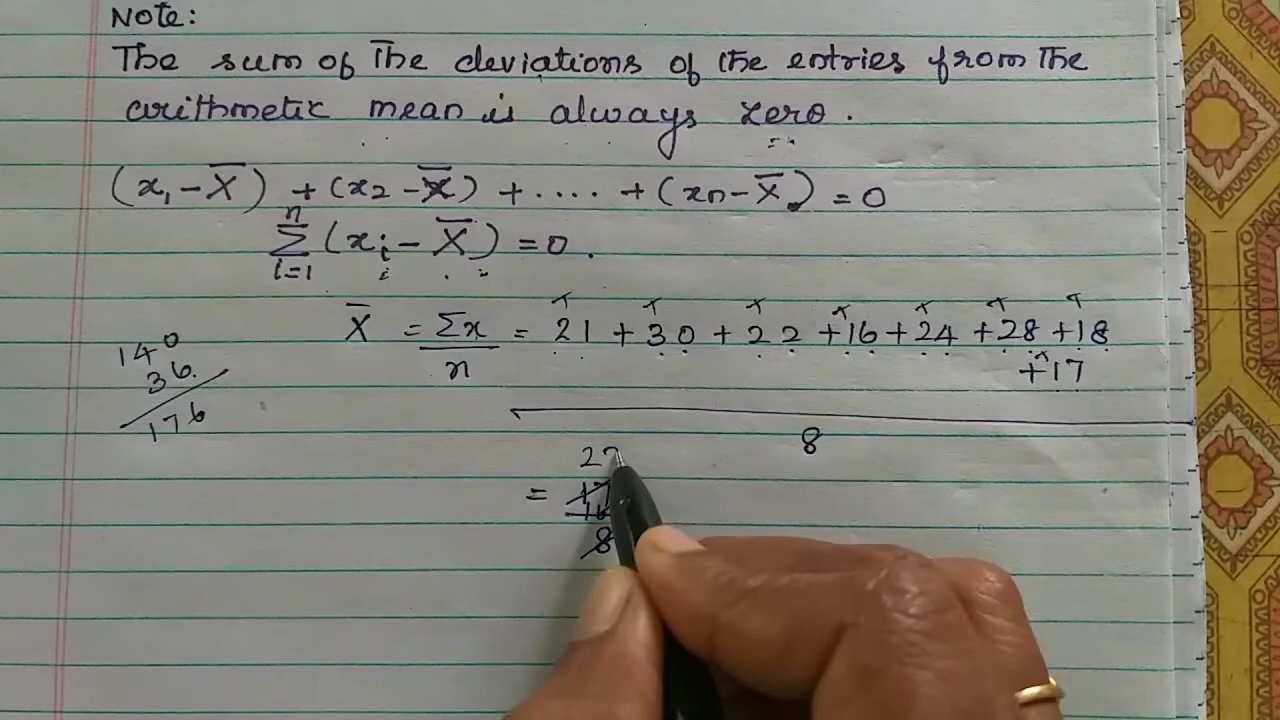 Note:
The sum of The deviations of the entries from The
arithmetic mean is always zero.
(x₁ - X̅) + (x₂ - x̅) + .... + (xn - X̅) = 0
n
∑ (xi - X̅) = 0.
i=1
X̅ = Σx / n = 21 + 30 + 22 + 16 + 24 + 28 + 18
+17
8
140
36
176
22
=
8